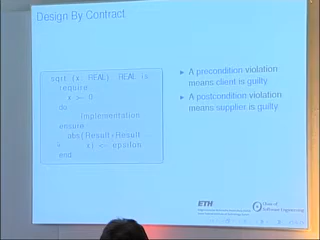 Design By Contract
sqrt (x: REAL): REAL is
require
x >= 0
do
implementation
ensure
abs(Result*Result -
x) <= epsilon
end
► A precondition violation
means client is guilty.
► A postcondition violation
means supplier is guilty.
ETH
Chair of
Software Engineering